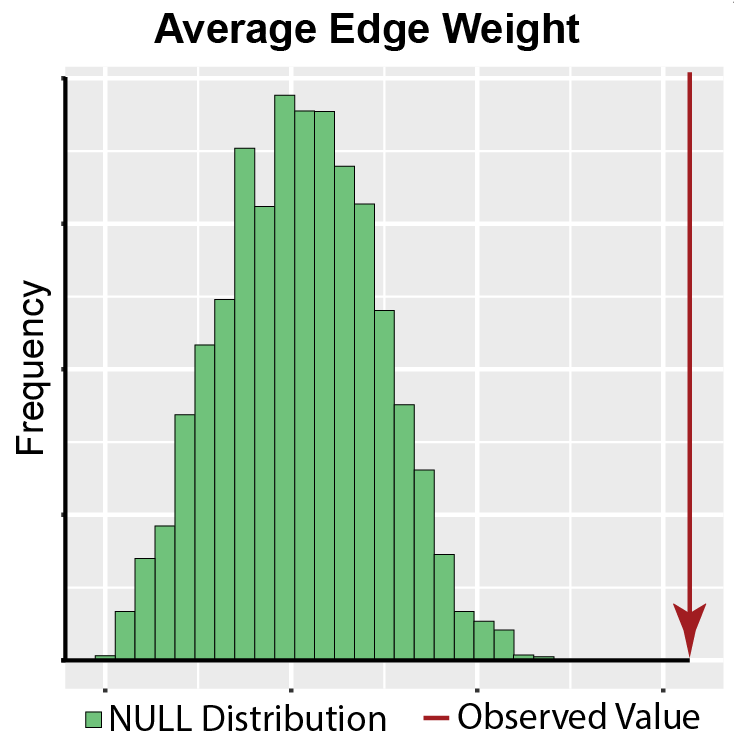 Average Edge Weight
Frequency
NULL Distribution
Observed Value